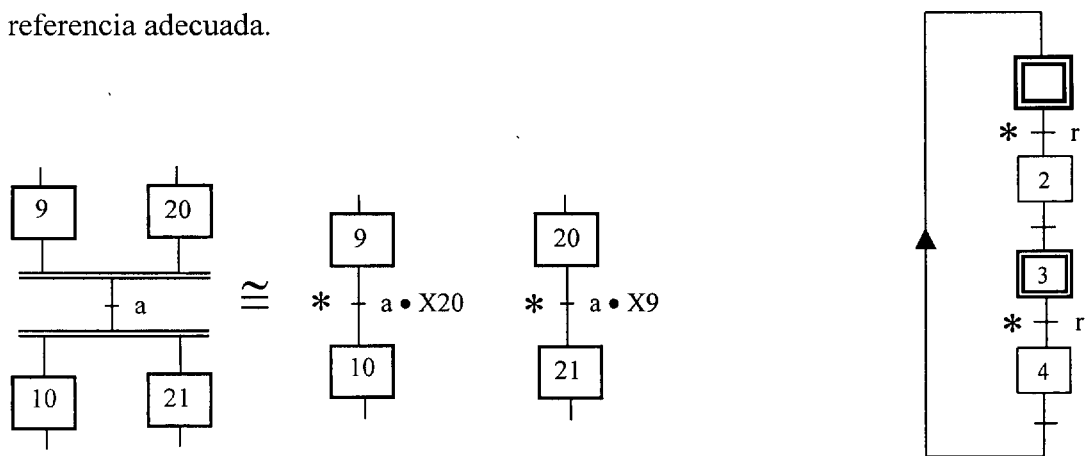 referencia adecuada.
9 20
a
10 21
≅
9
* a • X20
10
20
* a • X9
21
* r
2
3
* r
4